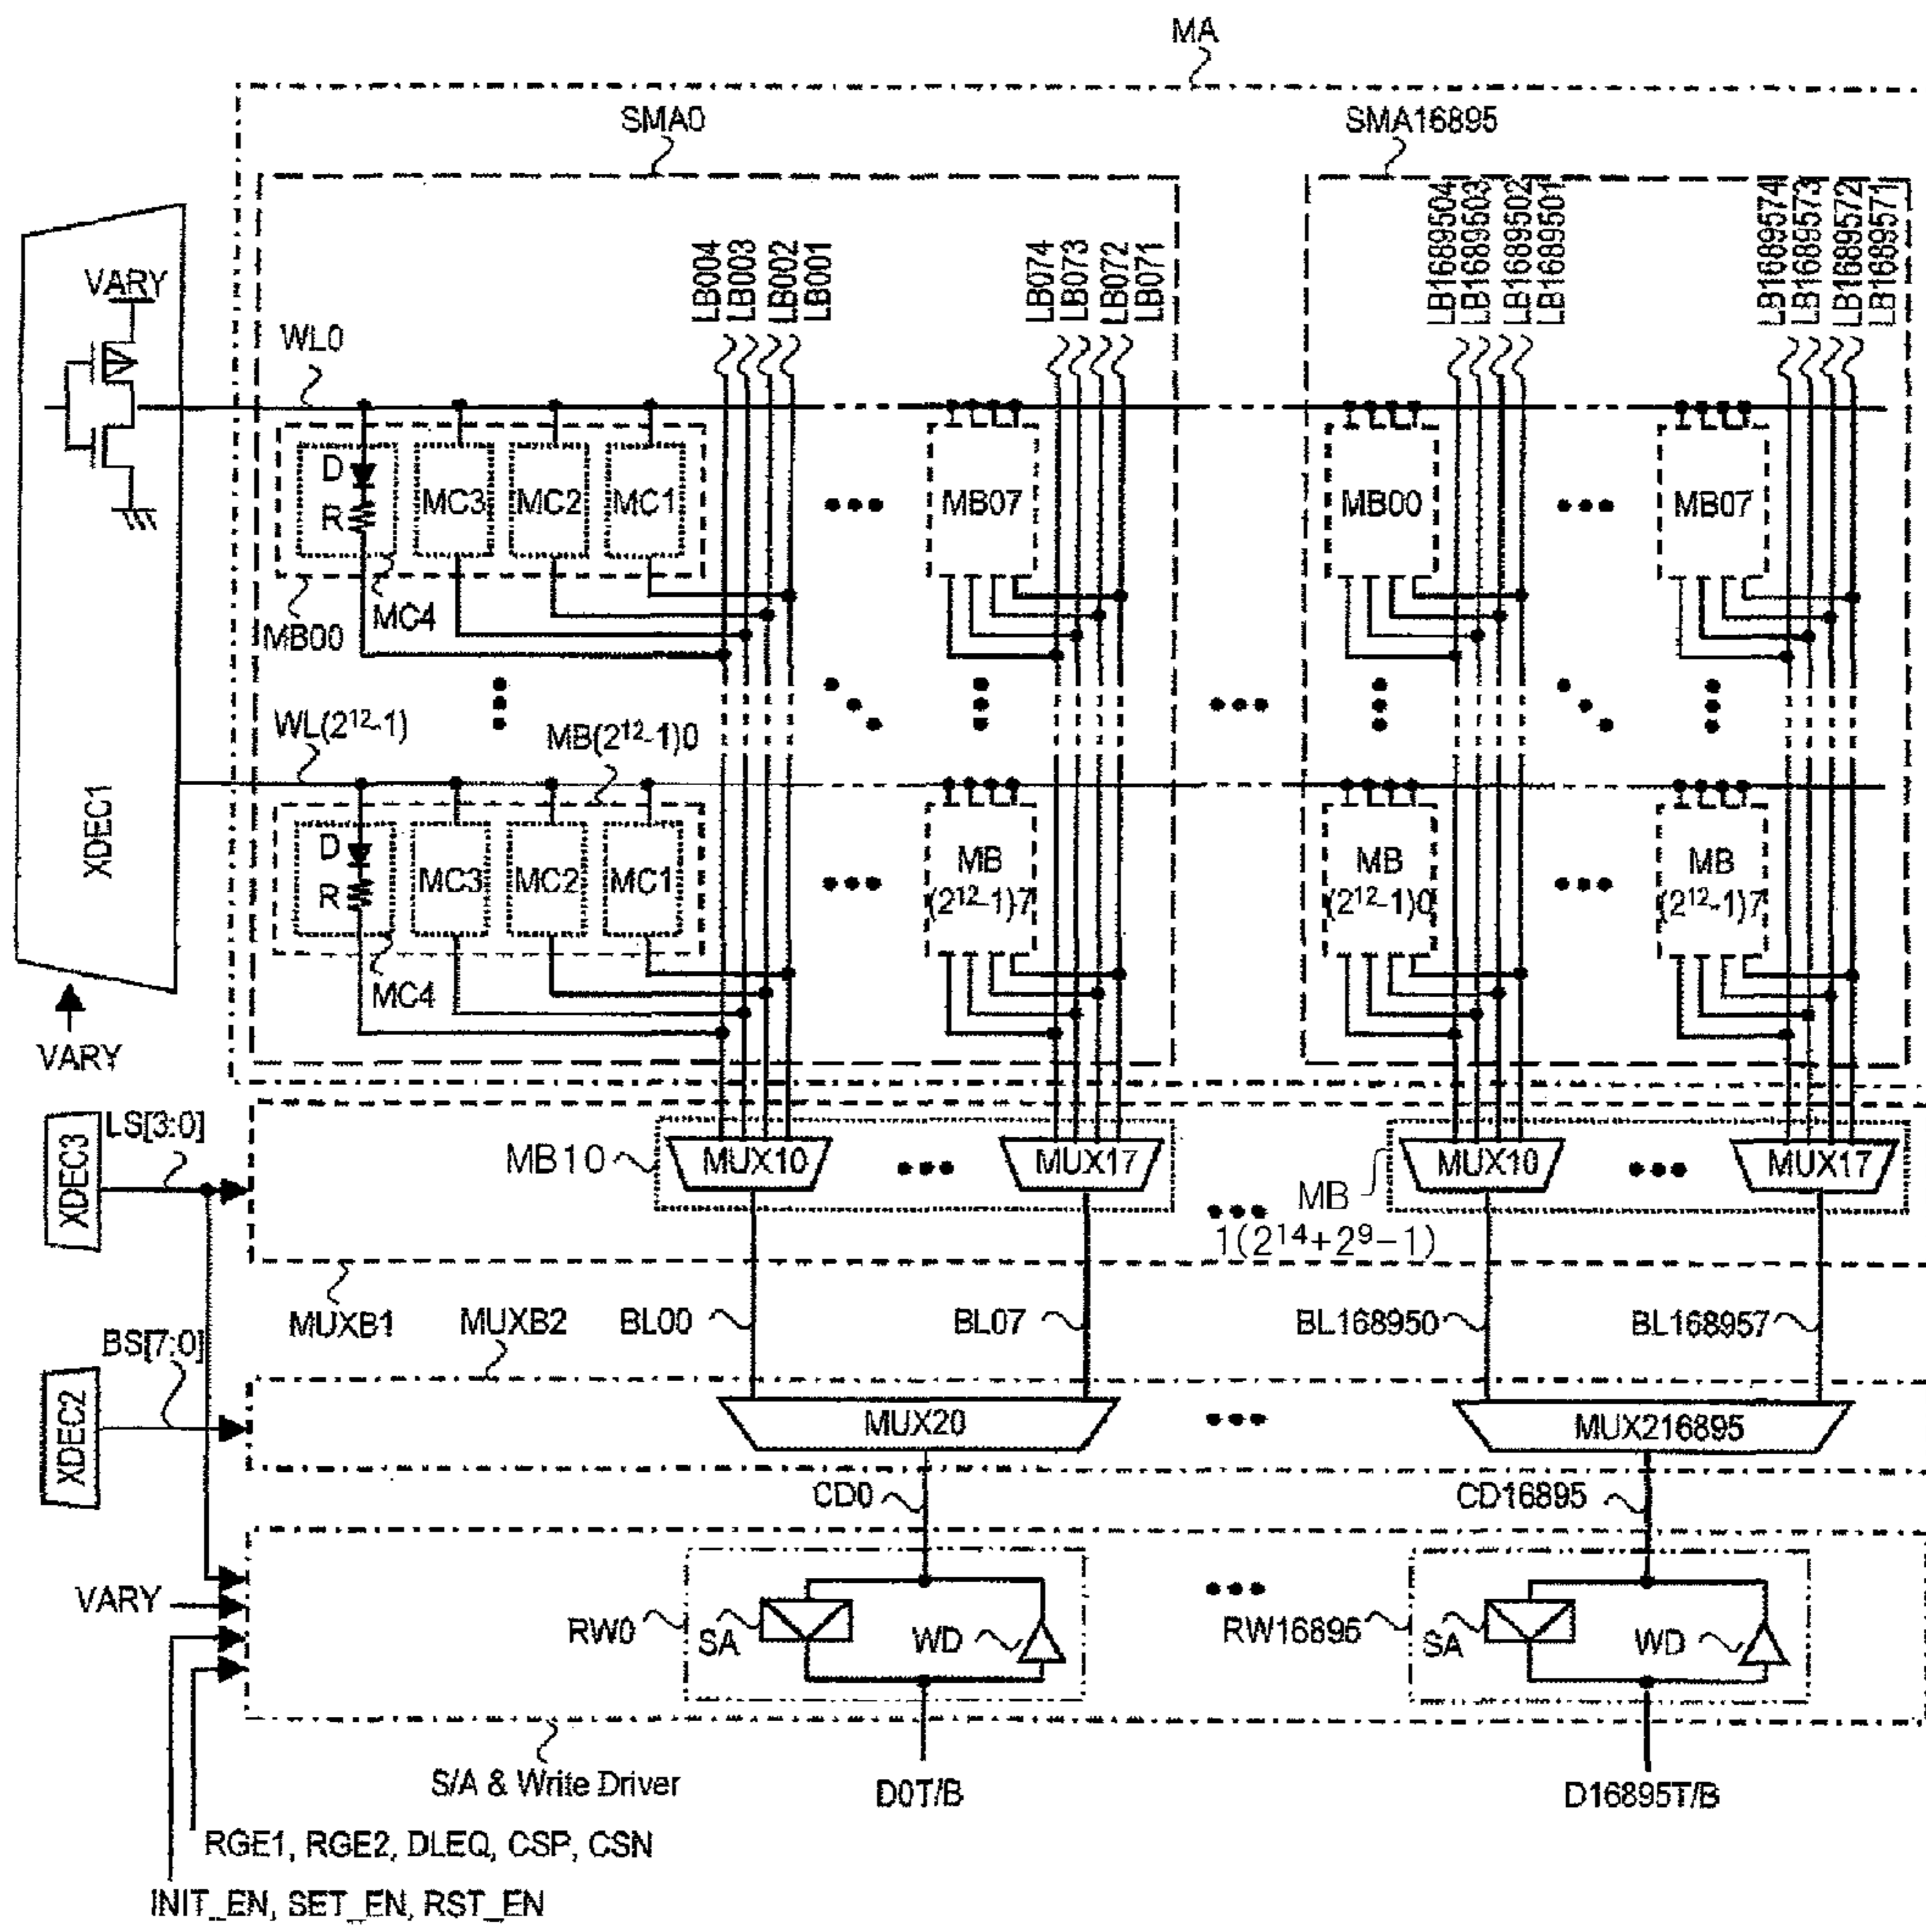 MA
SMA0
SMA16895
LB004
LB003
LB002
LB001
LB074
LB073
LB072
LB071
LB1689504
LB1689503
LB1689502
LB1689501
LB1689574
LB1689573
LB1689572
LB1689571
VARY
WL0
D
R
MC3
MC2
MC1
MB07
MB00
MB07
MB00
MC4
WL(2¹²-1)
MB(2¹²-1)0
XDEC1
D
R
MC3
MC2
MC1
MB
(2¹²-1)7
MB
(2¹²-1)0
MB
(2¹²-1)7
MC4
VARY
XDEC3
LS[3:0]
MB10
MUX10
MUX17
MB
1(2¹⁴+2⁹-1)
MUX10
MUX17
MUXB1
MUXB2
BL00
BL07
BL168950
BL168957
BS[7:0]
XDEC2
MUX20
MUX216895
CD0
CD16895
VARY
RW0
SA
WD
RW16895
SA
WD
S/A & Write Driver
D0T/B
D16895T/B
RGE1, RGE2, DLEQ, CSP, CSN
INIT_EN, SET_EN, RST_EN